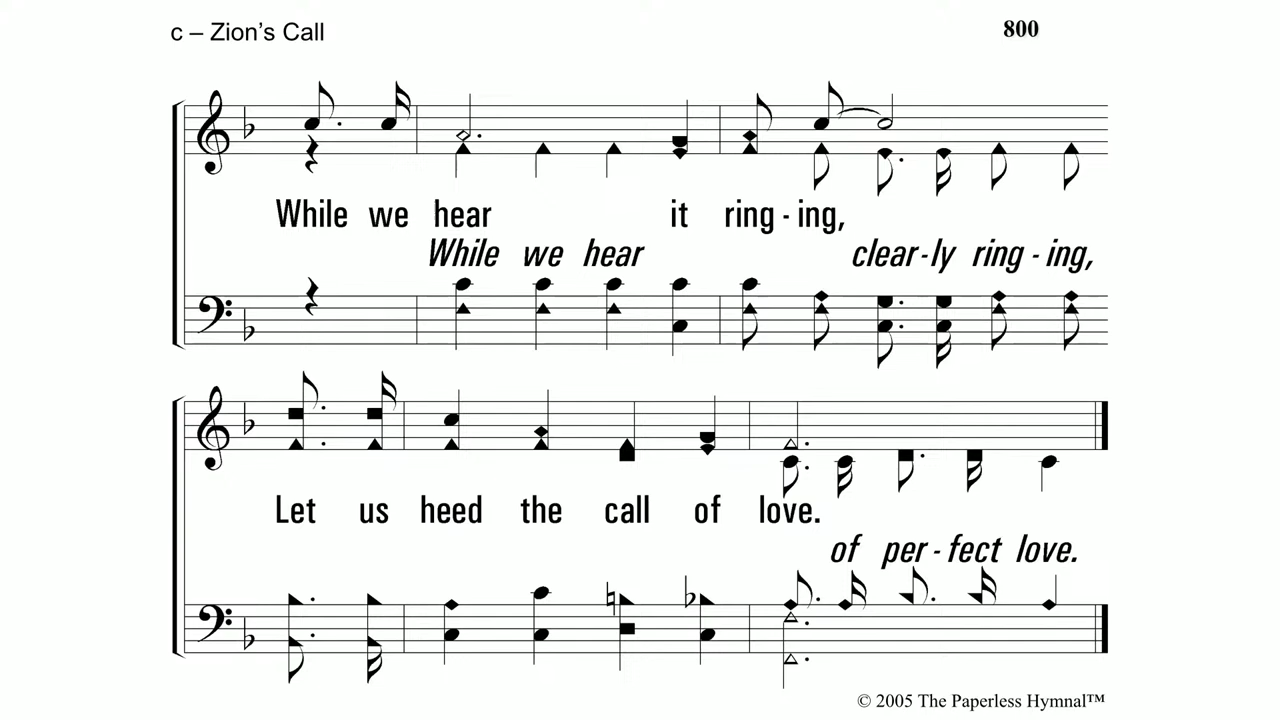 c – Zion's Call
800
While we hear it ring - ing,
While we hear clear - ly ring - ing,
Let us heed the call of love.
of per - fect love.
© 2005 The Paperless Hymnal™